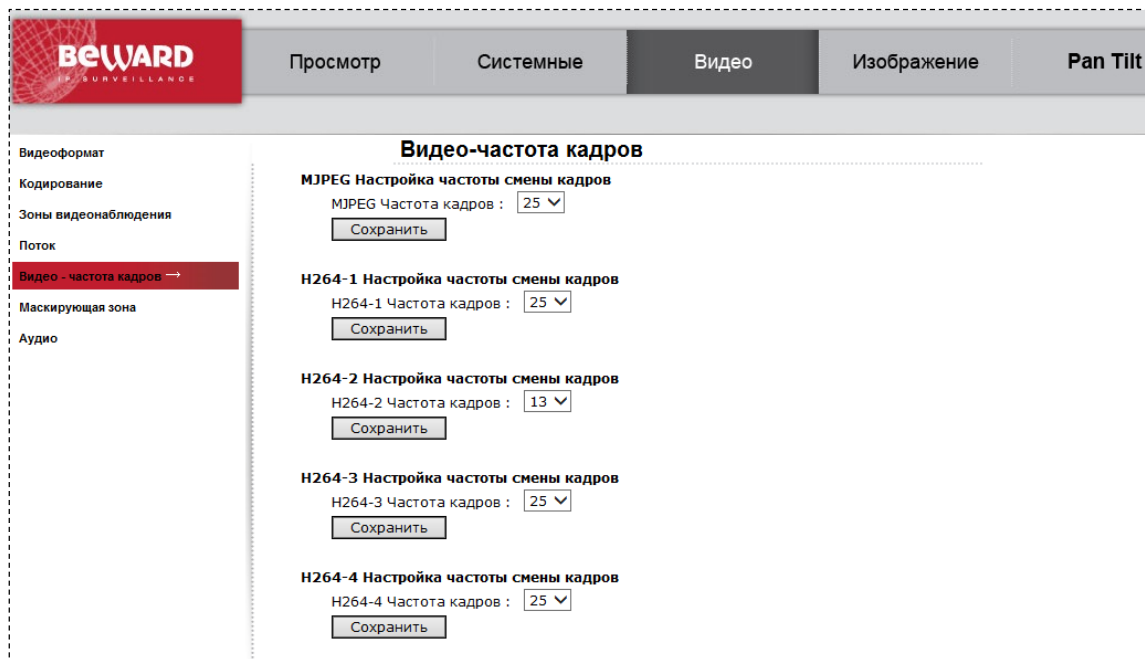 BEWARD
IP SURVEILLANCE
Просмотр
Системные
Видео
Изображение
Pan Tilt
Видеоформат
Кодирование
Зоны видеонаблюдения
Поток
Видео - частота кадров →
Маскирующая зона
Аудио
Видео-частота кадров
MJPEG Настройка частоты смены кадров
MJPEG Частота кадров : 25
Сохранить
H264-1 Настройка частоты смены кадров
H264-1 Частота кадров : 25
Сохранить
H264-2 Настройка частоты смены кадров
H264-2 Частота кадров : 13
Сохранить
H264-3 Настройка частоты смены кадров
H264-3 Частота кадров : 25
Сохранить
H264-4 Настройка частоты смены кадров
H264-4 Частота кадров : 25
Сохранить